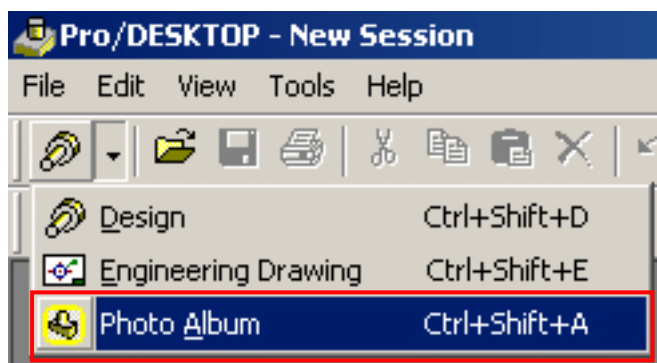 Pro/DESKTOP - New Session
File Edit View Tools Help
Design Ctrl+Shift+D
Engineering Drawing Ctrl+Shift+E
Photo Album Ctrl+Shift+A